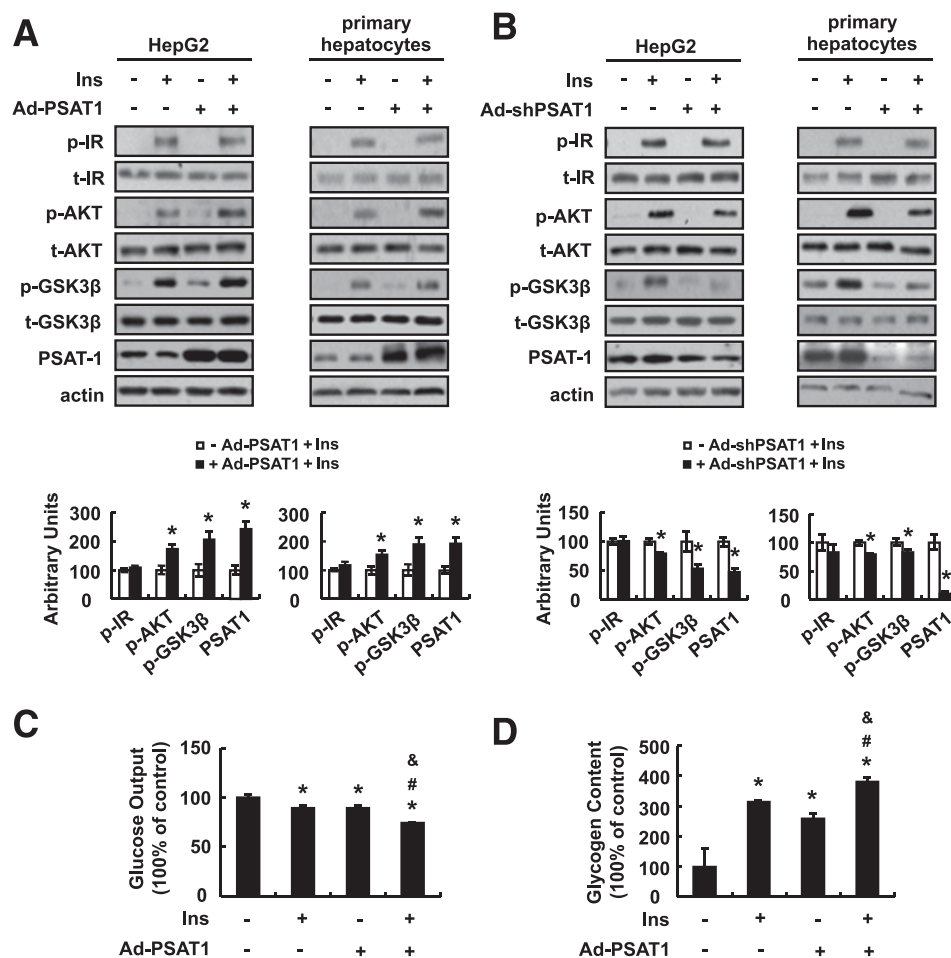 A
HepG2
primary
hepatocytes
Ins - + - + - + - +
Ad-PSAT1 - - + + - - + +
p-IR
t-IR
p-AKT
t-AKT
p-GSK3β
t-GSK3β
PSAT-1
actin
- Ad-PSAT1 + Ins
+ Ad-PSAT1 + Ins
Arbitrary Units
300
200
100
0
* * *
p-IR
p-AKT
p-GSK3β
PSAT1
300
200
100
0
* * *
p-IR
p-AKT
p-GSK3β
PSAT1
B
HepG2
primary
hepatocytes
Ins - + - + - + - +
Ad-shPSAT1 - - + + - - + +
p-IR
t-IR
p-AKT
t-AKT
p-GSK3β
t-GSK3β
PSAT-1
actin
- Ad-shPSAT1 + Ins
+ Ad-shPSAT1 + Ins
Arbitrary Units
150
100
50
0
* * *
p-IR
p-AKT
p-GSK3β
PSAT1
150
100
50
0
* * *
p-IR
p-AKT
p-GSK3β
PSAT1
C
Glucose Output
(100% of control)
150
100
50
0
&
#
* * *
Ins - + - +
Ad-PSAT1 - - + +
D
Glycogen Content
(100% of control)
500
400
300
200
100
0
&
#
* * *
Ins - + - +
Ad-PSAT1 - - + +